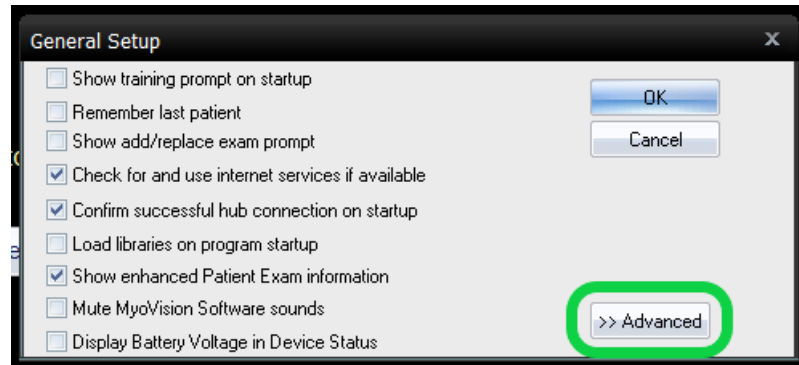 General Setup x
Show training prompt on startup
OK
Remember last patient
Show add/replace exam prompt
Cancel
Check for and use internet services if available
Confirm successful hub connection on startup
Load libraries on program startup
Show enhanced Patient Exam information
Mute MyoVision Software sounds
>> Advanced
Display Battery Voltage in Device Status